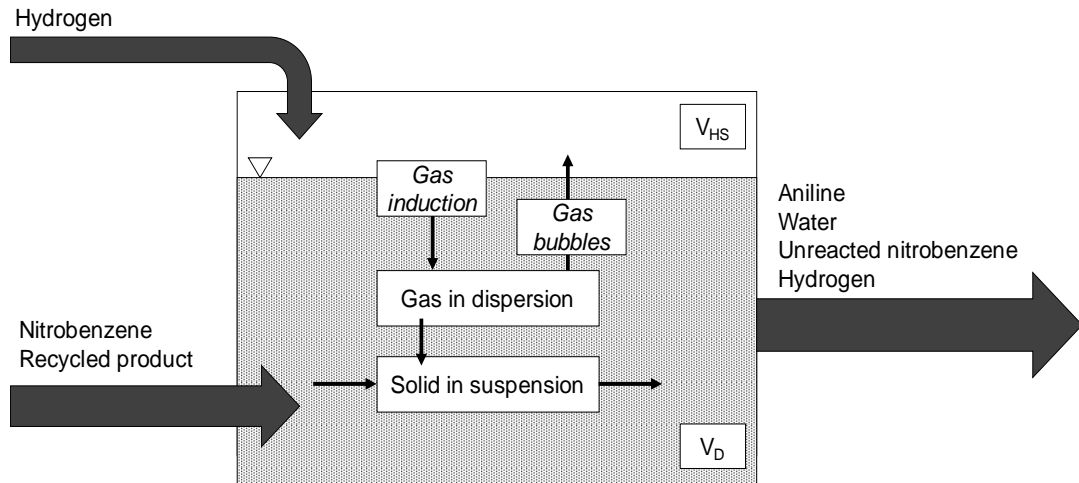 Hydrogen
V_HS
Gas
induction
Gas
bubbles
Aniline
Water
Unreacted nitrobenzene
Hydrogen
Gas in dispersion
Nitrobenzene
Recycled product
Solid in suspension
V_D